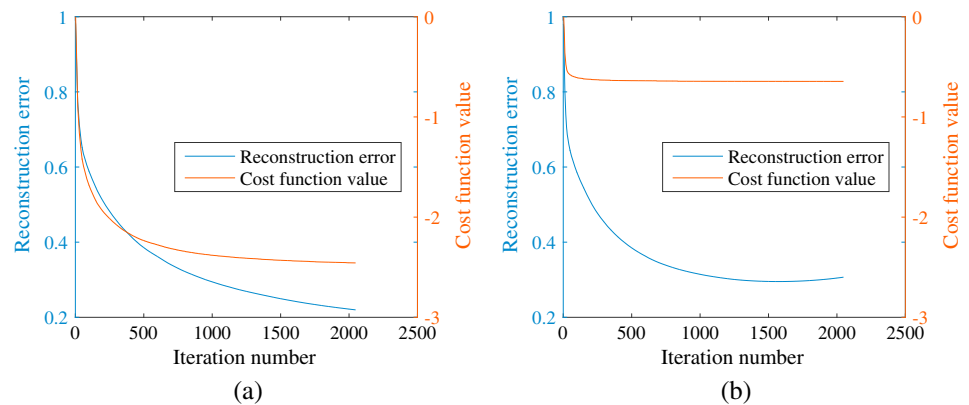 1
0.8
0.6
0.4
0.2
Reconstruction error
0
-1
-2
-3
Cost function value
Reconstruction error
Cost function value
0
500
1000
1500
2000
2500
Iteration number
(a)
1
0.8
0.6
0.4
0.2
Reconstruction error
0
-1
-2
-3
Cost function value
Reconstruction error
Cost function value
0
500
1000
1500
2000
2500
Iteration number
(b)